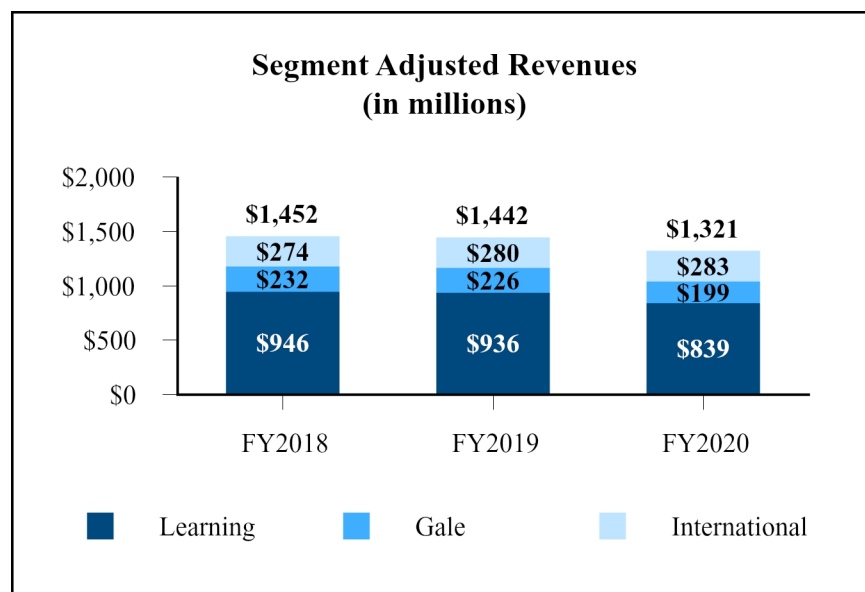 Segment Adjusted Revenues
(in millions)
$2,000
$1,500
$1,000
$500
$0
$1,452
$274
$232
$946
$1,442
$280
$226
$936
$1,321
$283
$199
$839
FY2018
FY2019
FY2020
Learning
Gale
International